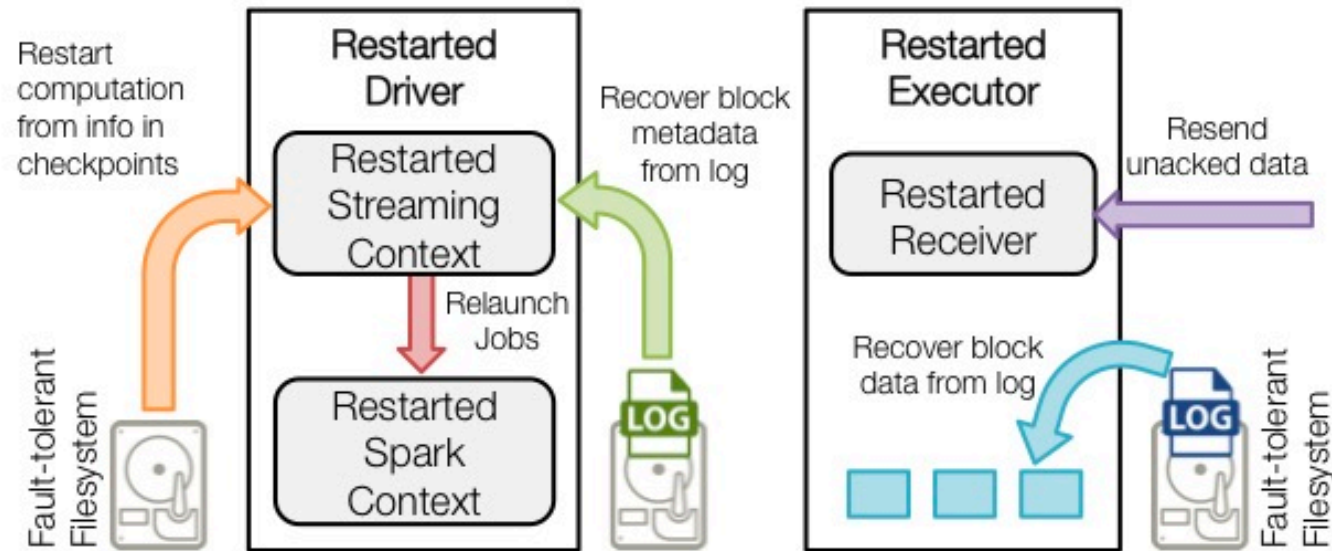 Restart
computation
from info in
checkpoints
Fault-tolerant
Filesystem
Restarted
Driver
Restarted
Streaming
Context
Relaunch
Jobs
Restarted
Spark
Context
Recover block
metadata
from log
LOG
Restarted
Executor
Restarted
Receiver
Resend
unacked data
Recover block
data from log
LOG
Fault-tolerant
Filesystem